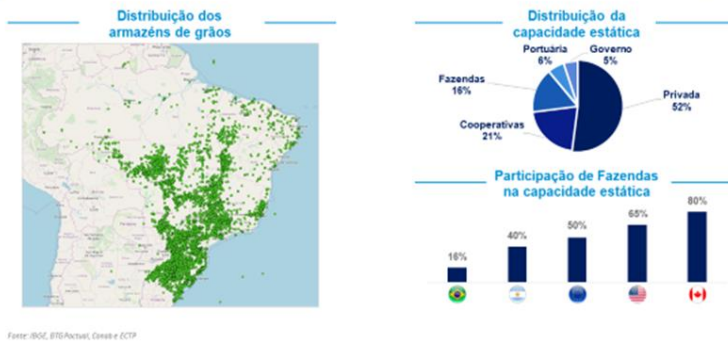 Distribuição dos
armazéns de grãos
Distribuição da
capacidade estática
Portuária
6%
Governo
5%
Fazendas
16%
Privada
52%
Cooperativas
21%
Participação de Fazendas
na capacidade estática
16%
40%
50%
65%
80%
Fonte: IBGE, BTG Pactual, Conab e ECTP